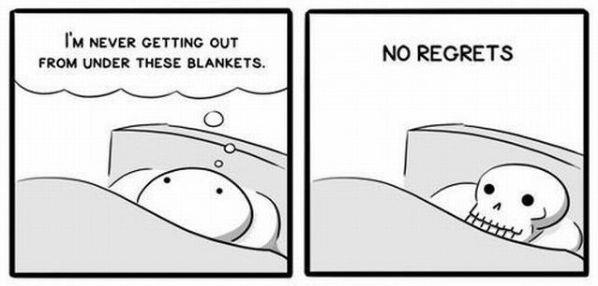 I'M NEVER GETTING OUT
FROM UNDER THESE BLANKETS.
NO REGRETS